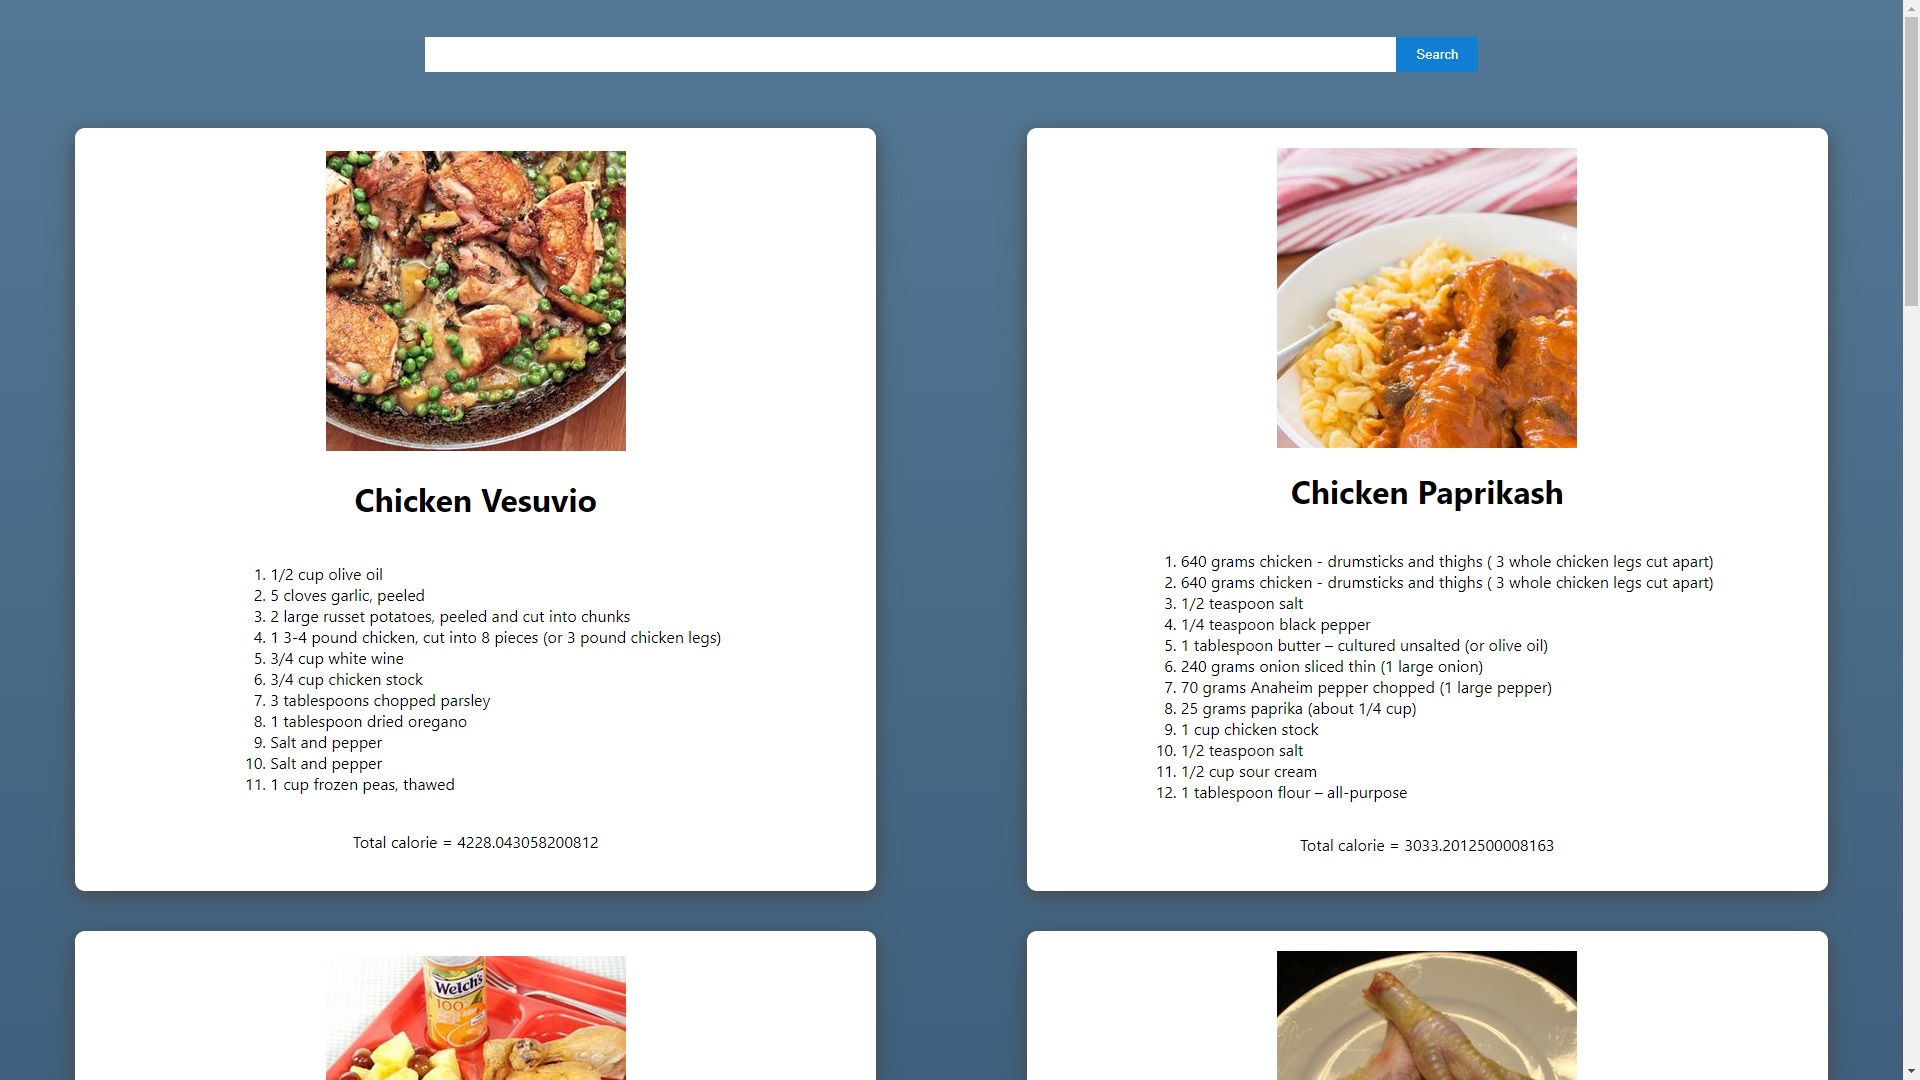 Search
Chicken Vesuvio
1. 1/2 cup olive oil
2. 5 cloves garlic, peeled
3. 2 large russet potatoes, peeled and cut into chunks
4. 1 3-4 pound chicken, cut into 8 pieces (or 3 pound chicken legs)
5. 3/4 cup white wine
6. 3/4 cup chicken stock
7. 3 tablespoons chopped parsley
8. 1 tablespoon dried oregano
9. Salt and pepper
10. Salt and pepper
11. 1 cup frozen peas, thawed
Total calorie = 4228.043058200812
Chicken Paprikash
1. 640 grams chicken - drumsticks and thighs ( 3 whole chicken legs cut apart)
2. 640 grams chicken - drumsticks and thighs ( 3 whole chicken legs cut apart)
3. 1/2 teaspoon salt
4. 1/4 teaspoon black pepper
5. 1 tablespoon butter – cultured unsalted (or olive oil)
6. 240 grams onion sliced thin (1 large onion)
7. 70 grams Anaheim pepper chopped (1 large pepper)
8. 25 grams paprika (about 1/4 cup)
9. 1 cup chicken stock
10. 1/2 teaspoon salt
11. 1/2 cup sour cream
12. 1 tablespoon flour – all-purpose
Total calorie = 3033.2012500008163
Welch's
100